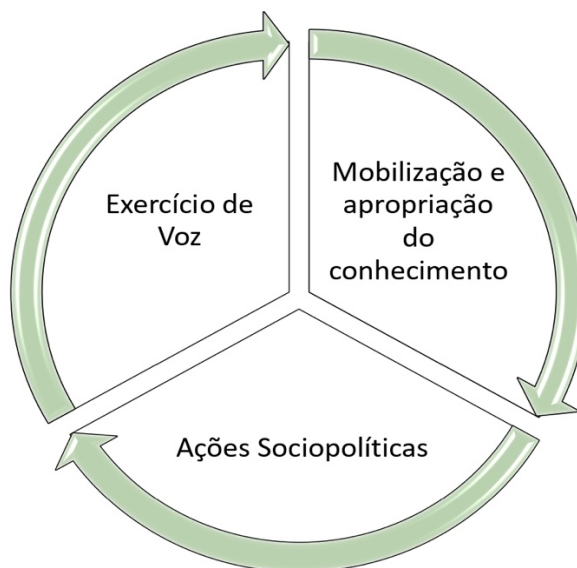 Exercício de
Voz
Mobilização e
apropriação
do
conhecimento
Ações Sociopolíticas